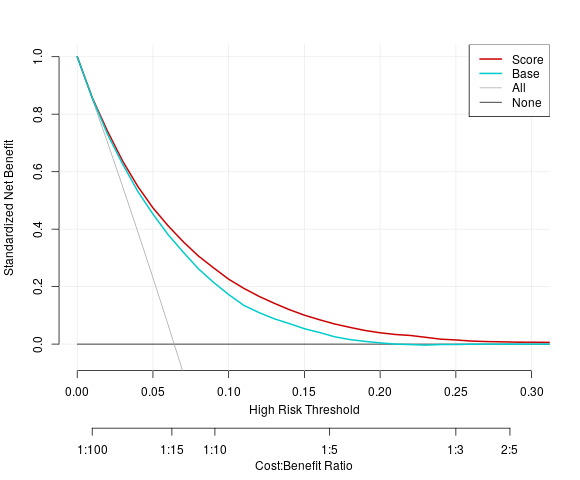 Score
Base
All
None
Standardized Net Benefit
1.0
0.8
0.6
0.4
0.2
0.0
0.00 0.05 0.10 0.15 0.20 0.25 0.30
High Risk Threshold
1:100 1:15 1:10 1:5 1:3 2:5
Cost:Benefit Ratio